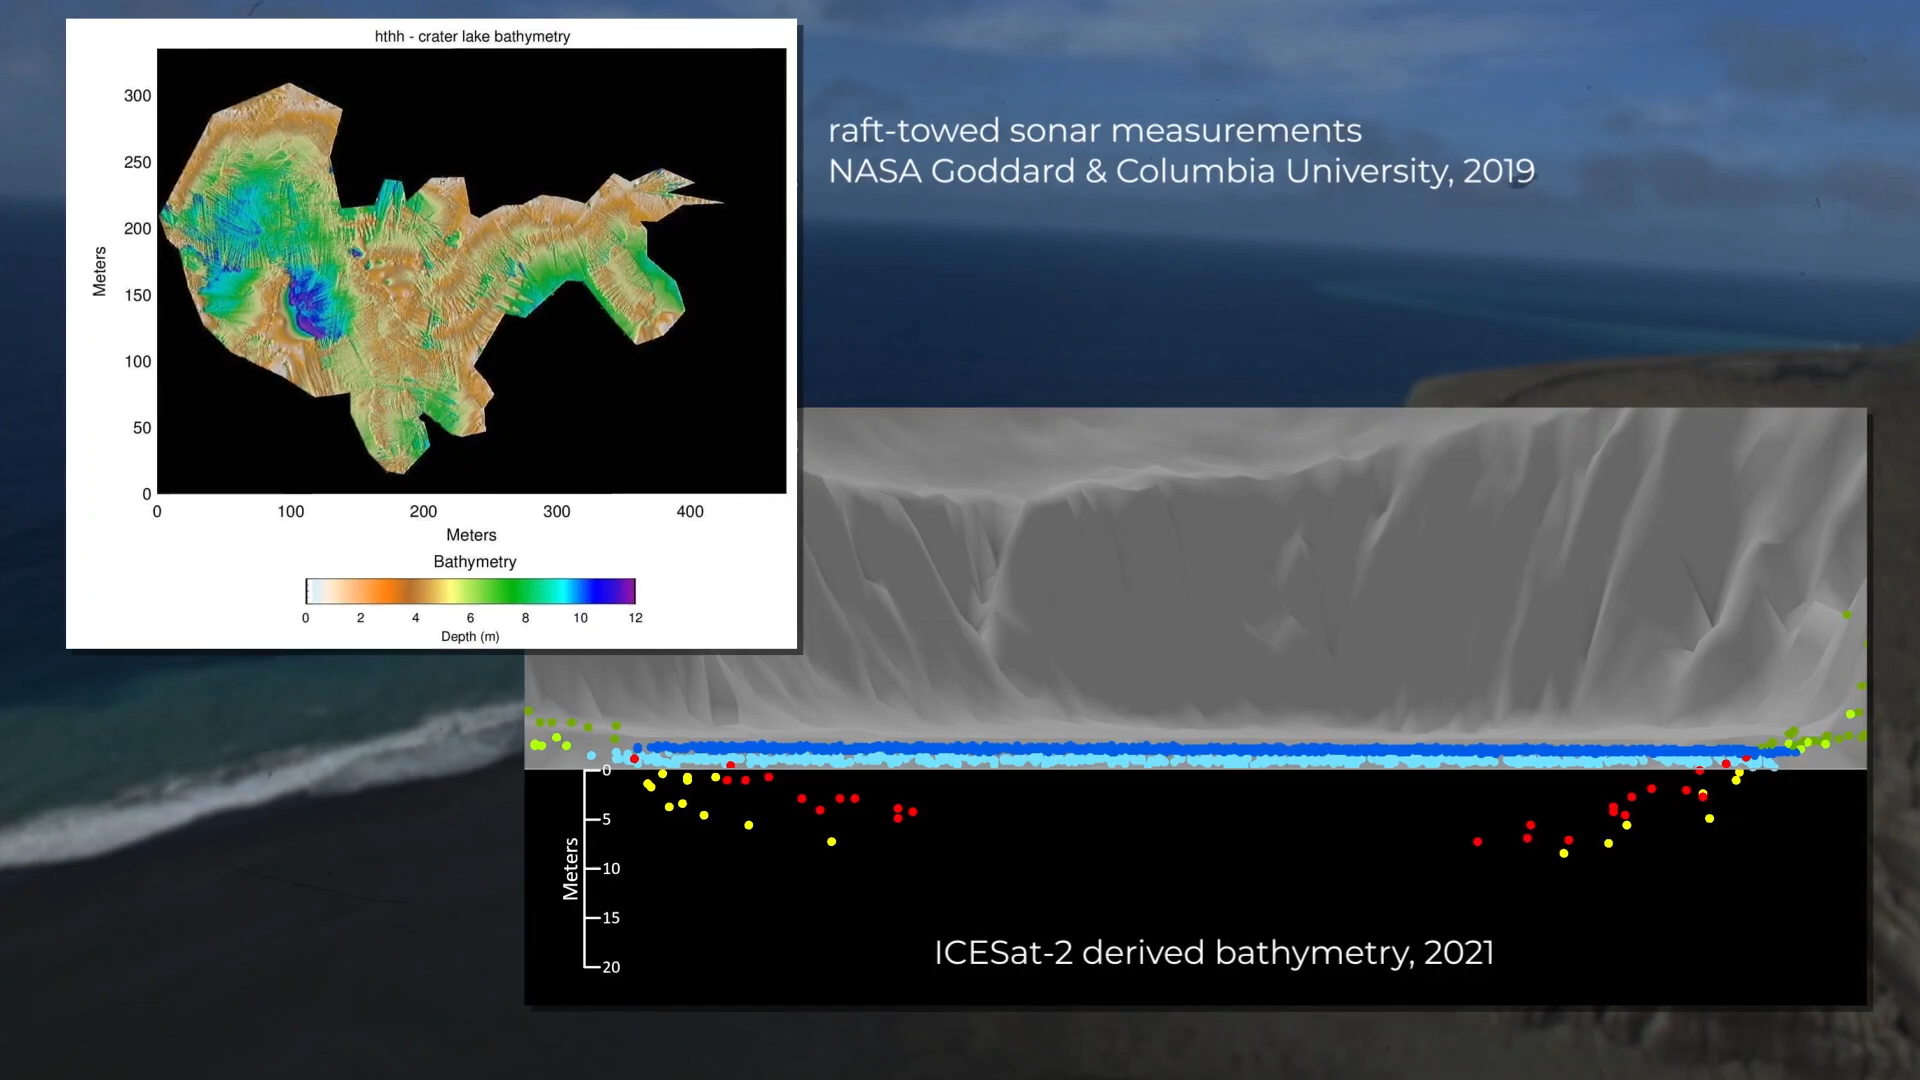 hthh - crater lake bathymetry
300
250
200
150
100
50
0
Meters
0 100 200 300 400
Meters
Bathymetry
0 2 4 6 8 10 12
Depth (m)
raft-towed sonar measurements
NASA Goddard & Columbia University, 2019
0
5
10
15
20
Meters
ICESat-2 derived bathymetry, 2021